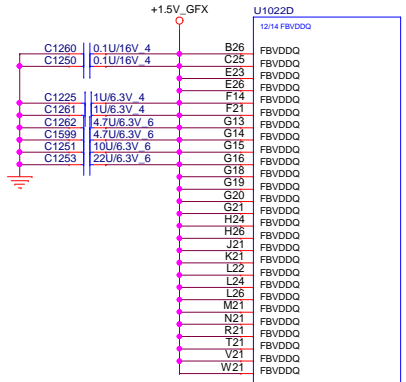 +1.5V_GFX
U1022D
12/14 FBVDDQ
C1260 0.1U/16V_4 B26 FBVDDQ
C1250 0.1U/16V_4 C25 FBVDDQ
E23 FBVDDQ
E26 FBVDDQ
C1225 1U/6.3V_4 F14 FBVDDQ
C1261 1U/6.3V_4 F21 FBVDDQ
C1262 4.7U/6.3V_6 G13 FBVDDQ
C1599 4.7U/6.3V_6 G14 FBVDDQ
C1251 10U/6.3V_6 G15 FBVDDQ
C1253 22U/6.3V_6 G16 FBVDDQ
G18 FBVDDQ
G19 FBVDDQ
G20 FBVDDQ
G21 FBVDDQ
H24 FBVDDQ
H26 FBVDDQ
J21 FBVDDQ
K21 FBVDDQ
L22 FBVDDQ
L24 FBVDDQ
L26 FBVDDQ
M21 FBVDDQ
N21 FBVDDQ
R21 FBVDDQ
T21 FBVDDQ
V21 FBVDDQ
W21 FBVDDQ